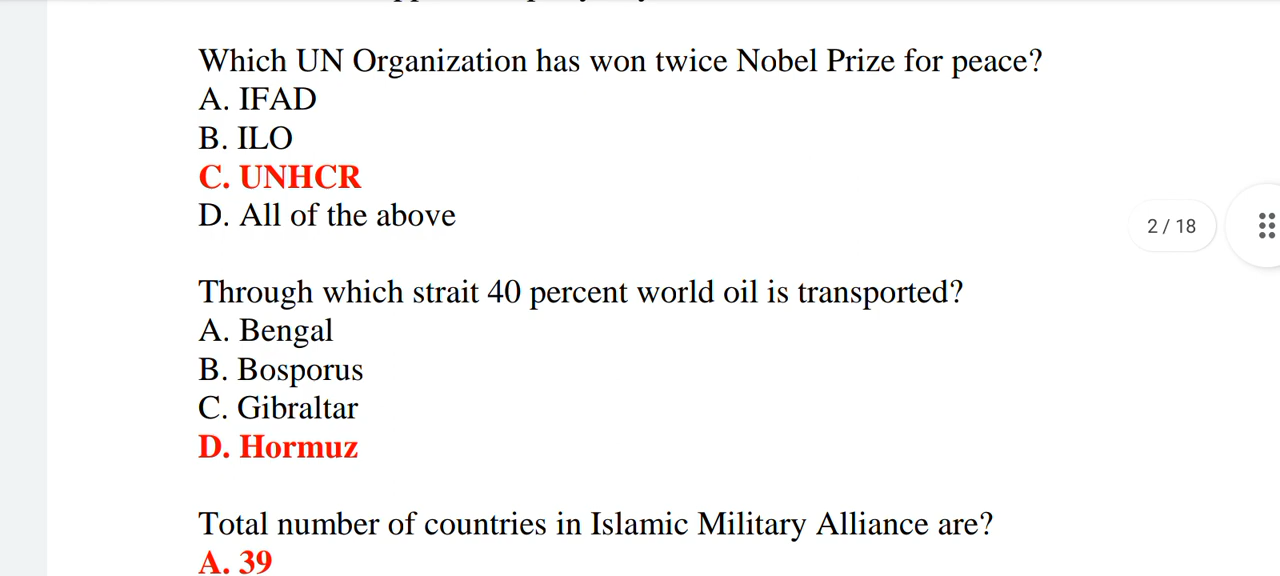 Which UN Organization has won twice Nobel Prize for peace?
A. IFAD
B. ILO
C. UNHCR
D. All of the above
2 / 18
Through which strait 40 percent world oil is transported?
A. Bengal
B. Bosporus
C. Gibraltar
D. Hormuz
Total number of countries in Islamic Military Alliance are?
A. 39